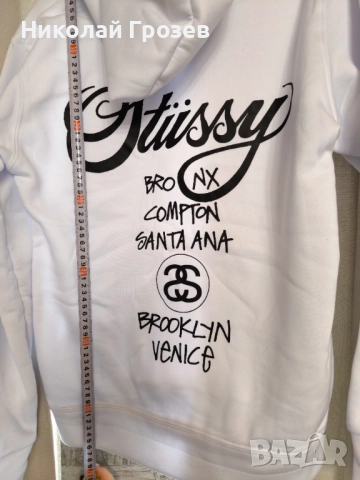 Николай Грозев
Stüssy
BRONX
COMPTON
SANTA ANA
BROOKLYN
VENICE
BAZAR